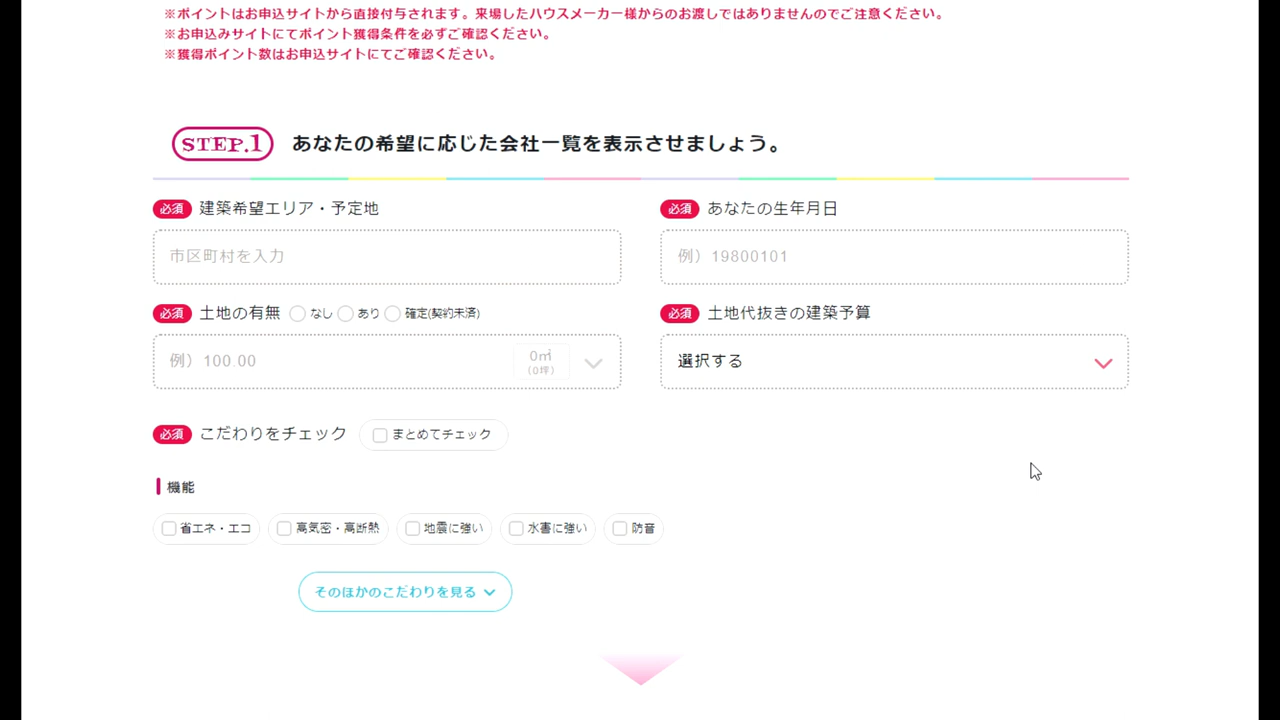 ※ポイントはお申込サイトから直接付与されます。来場したハウスメーカー様からのお渡しではありませんのでご注意ください。
※お申込みサイトにてポイント獲得条件を必ずご確認ください。
※獲得ポイント数はお申込サイトにてご確認ください。
STEP.1 あなたの希望に応じた会社一覧を表示させましょう。
必須 建築希望エリア・予定地
市区町村を入力
必須 あなたの生年月日
例）19800101
必須 土地の有無 なし あり 確定(契約未済)
例）100.00 0㎡
（0坪）
必須 土地代抜きの建築予算
選択する
必須 こだわりをチェック まとめてチェック
機能
省エネ・エコ 高気密・高断熱 地震に強い 水害に強い 防音
そのほかのこだわりを見る